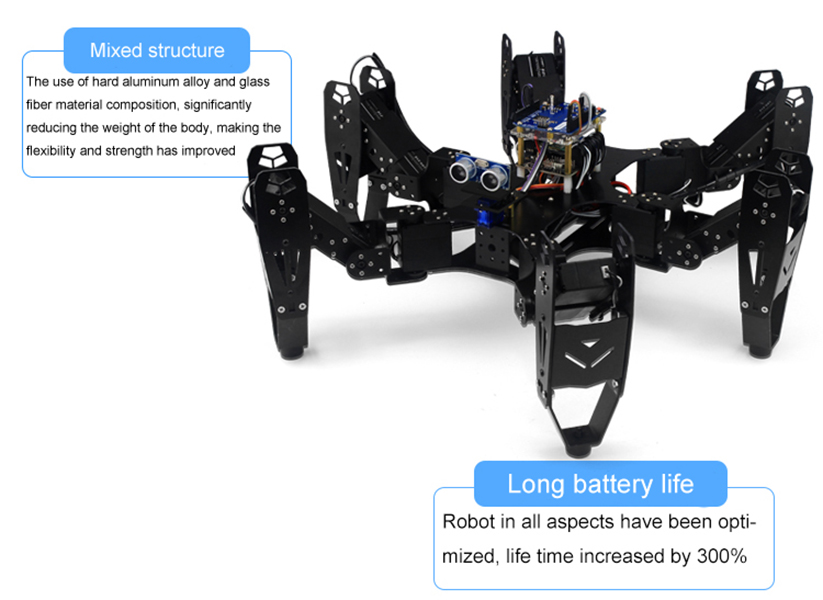 Mixed structure
The use of hard aluminum alloy and glass
fiber material composition, significantly
reducing the weight of the body, making the
flexibility and strength has improved
Long battery life
Robot in all aspects have been opti-
mized, life time increased by 300%